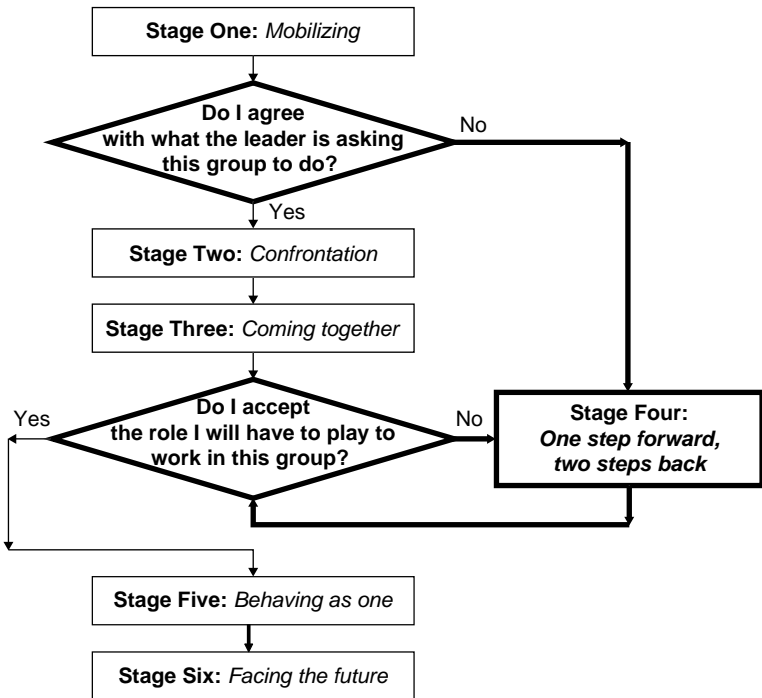 Stage One: Mobilizing
Do I agree
with what the leader is asking
this group to do?
No
Yes
Stage Two: Confrontation
Stage Three: Coming together
Yes
Do I accept
the role I will have to play to
work in this group?
No
Stage Four:
One step forward,
two steps back
Stage Five: Behaving as one
Stage Six: Facing the future